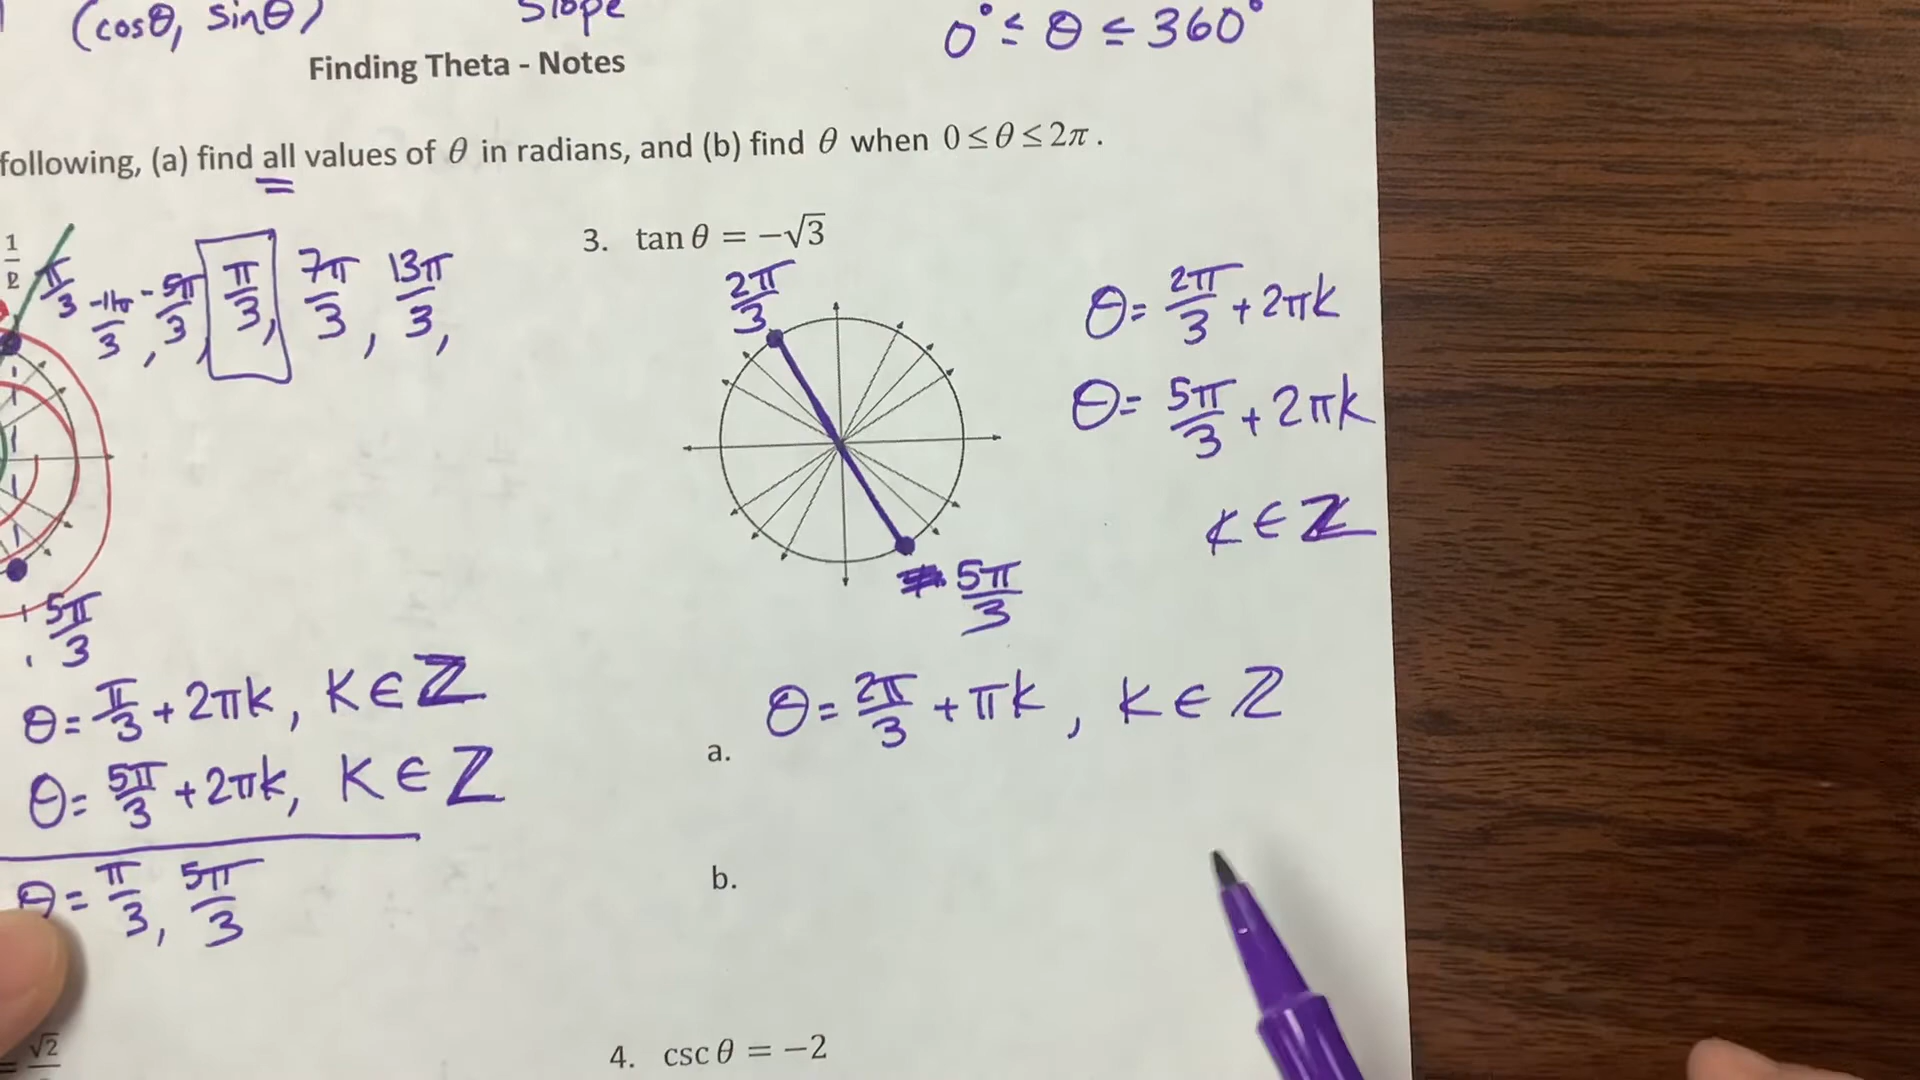 (cosθ, sinθ)
Slope
0° ≤ θ ≤ 360°
Finding Theta - Notes
following, (a) find all values of θ in radians, and (b) find θ when 0≤θ≤2π.
1/2
π/3
-11π/3, -5π/3, π/3, 7π/3, 13π/3,
5π/3
θ= π/3 + 2πk, K∈ℤ
θ= 5π/3 + 2πk, K∈ℤ
θ= π/3, 5π/3
3. tan θ = −√3
2π/3
5π/3
θ= 2π/3 + 2πk
θ= 5π/3 + 2πk
K∈ℤ
a. θ= 2π/3 + πk, K∈ℤ
b.
= √2
4. csc θ = −2